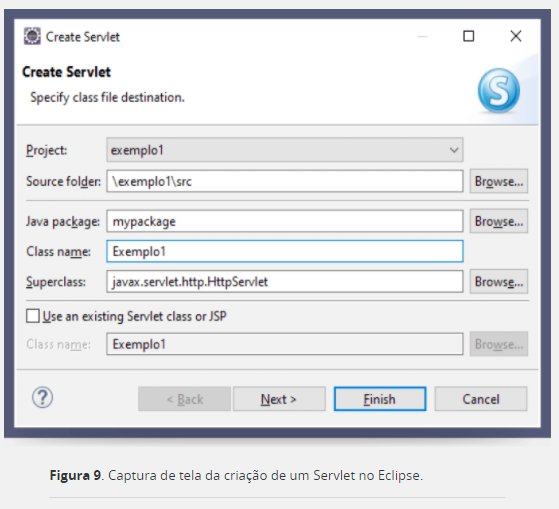 Create Servlet
Create Servlet
Specify class file destination.
S
Project: exemplo1
Source folder: \exemplo1\src Browse...
Java package: mypackage Browse...
Class name: Exemplo1
Superclass: javax.servlet.http.HttpServlet Browse...
Use an existing Servlet class or JSP
Class name: Exemplo1 Browse...
? < Back Next > Finish Cancel
Figura 9. Captura de tela da criação de um Servlet no Eclipse.